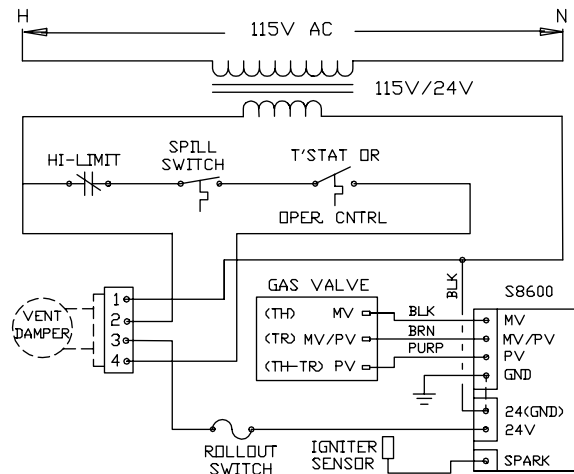 H
N
115V AC
115V/24V
HI-LIMIT
SPILL
SWITCH
T'STAT OR
OPER CNTRL
VENT
DAMPER
1
2
3
4
GAS VALVE
(TH) MV
(TR) MV/PV
(TH-TR) PV
BLK
BRN
PURP
BLK
S8600
MV
MV/PV
PV
GND
24(GND)
24V
SPARK
ROLLOUT
SWITCH
IGNITER
SENSOR